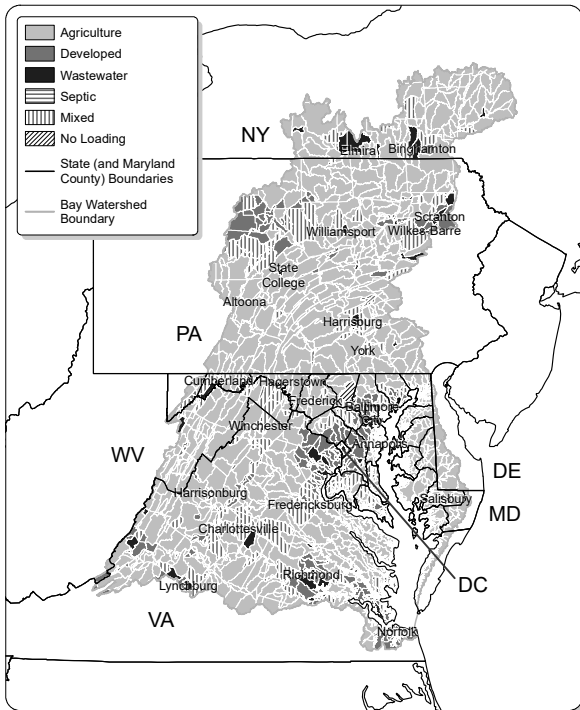 Agriculture
Developed
Wastewater
Septic
Mixed
No Loading
State (and Maryland
County) Boundaries
Bay Watershed
Boundary
NY
Elmira
Binghamton
Scranton
Wilkes-Barre
Williamsport
State
College
Altoona
Harrisburg
PA
York
Cumberland
Hagerstown
Frederick
Baltimore
City
Winchester
Annapolis
WV
DE
Harrisonburg
Salisbury
Fredericksburg
MD
Charlottesville
Richmond
DC
Lynchburg
VA
Norfolk